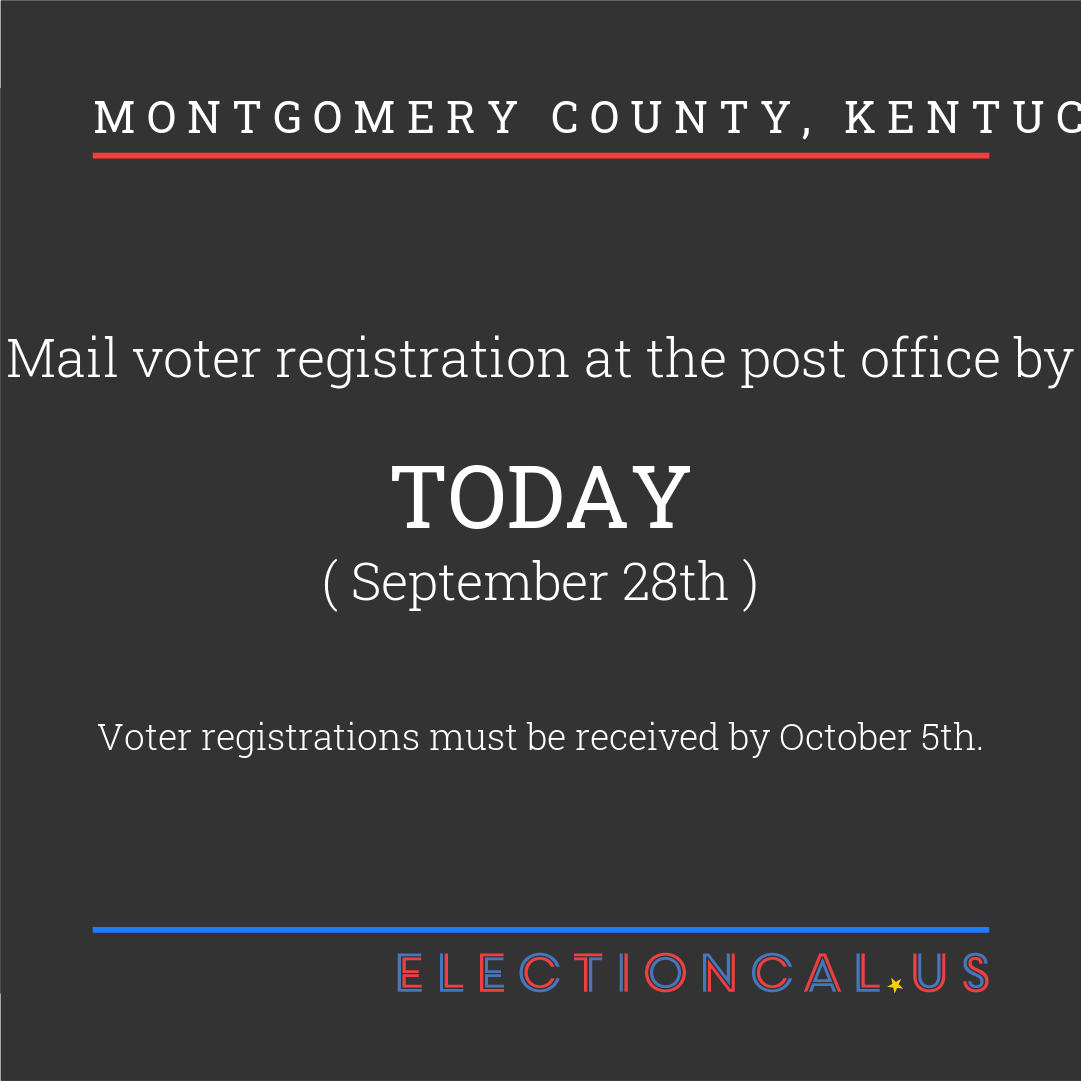 MONTGOMERY COUNTY, KENTUC
Mail voter registration at the post office by
TODAY
( September 28th )
Voter registrations must be received by October 5th.
ELECTIONCAL.US